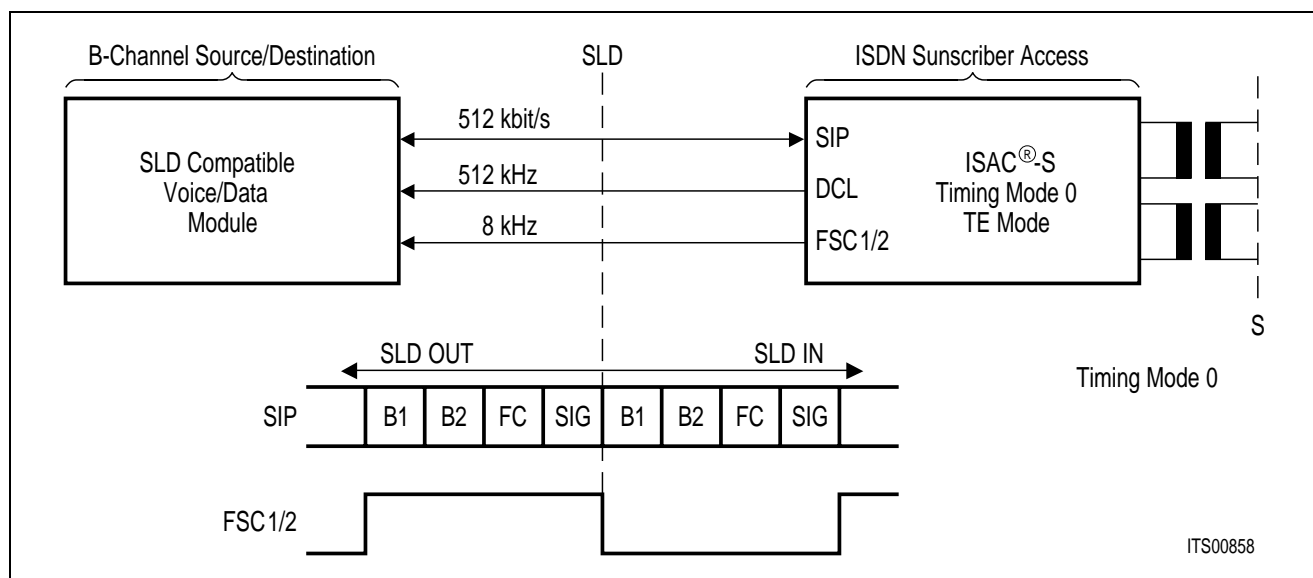 B-Channel Source/Destination
SLD
ISDN Sunscriber Access
SLD Compatible
Voice/Data
Module
512 kbit/s
512 kHz
8 kHz
SIP
DCL
FSC1/2
ISAC®-S
Timing Mode 0
TE Mode
S
SLD OUT
SLD IN
Timing Mode 0
SIP
B1 B2 FC SIG B1 B2 FC SIG
FSC1/2
ITS00858